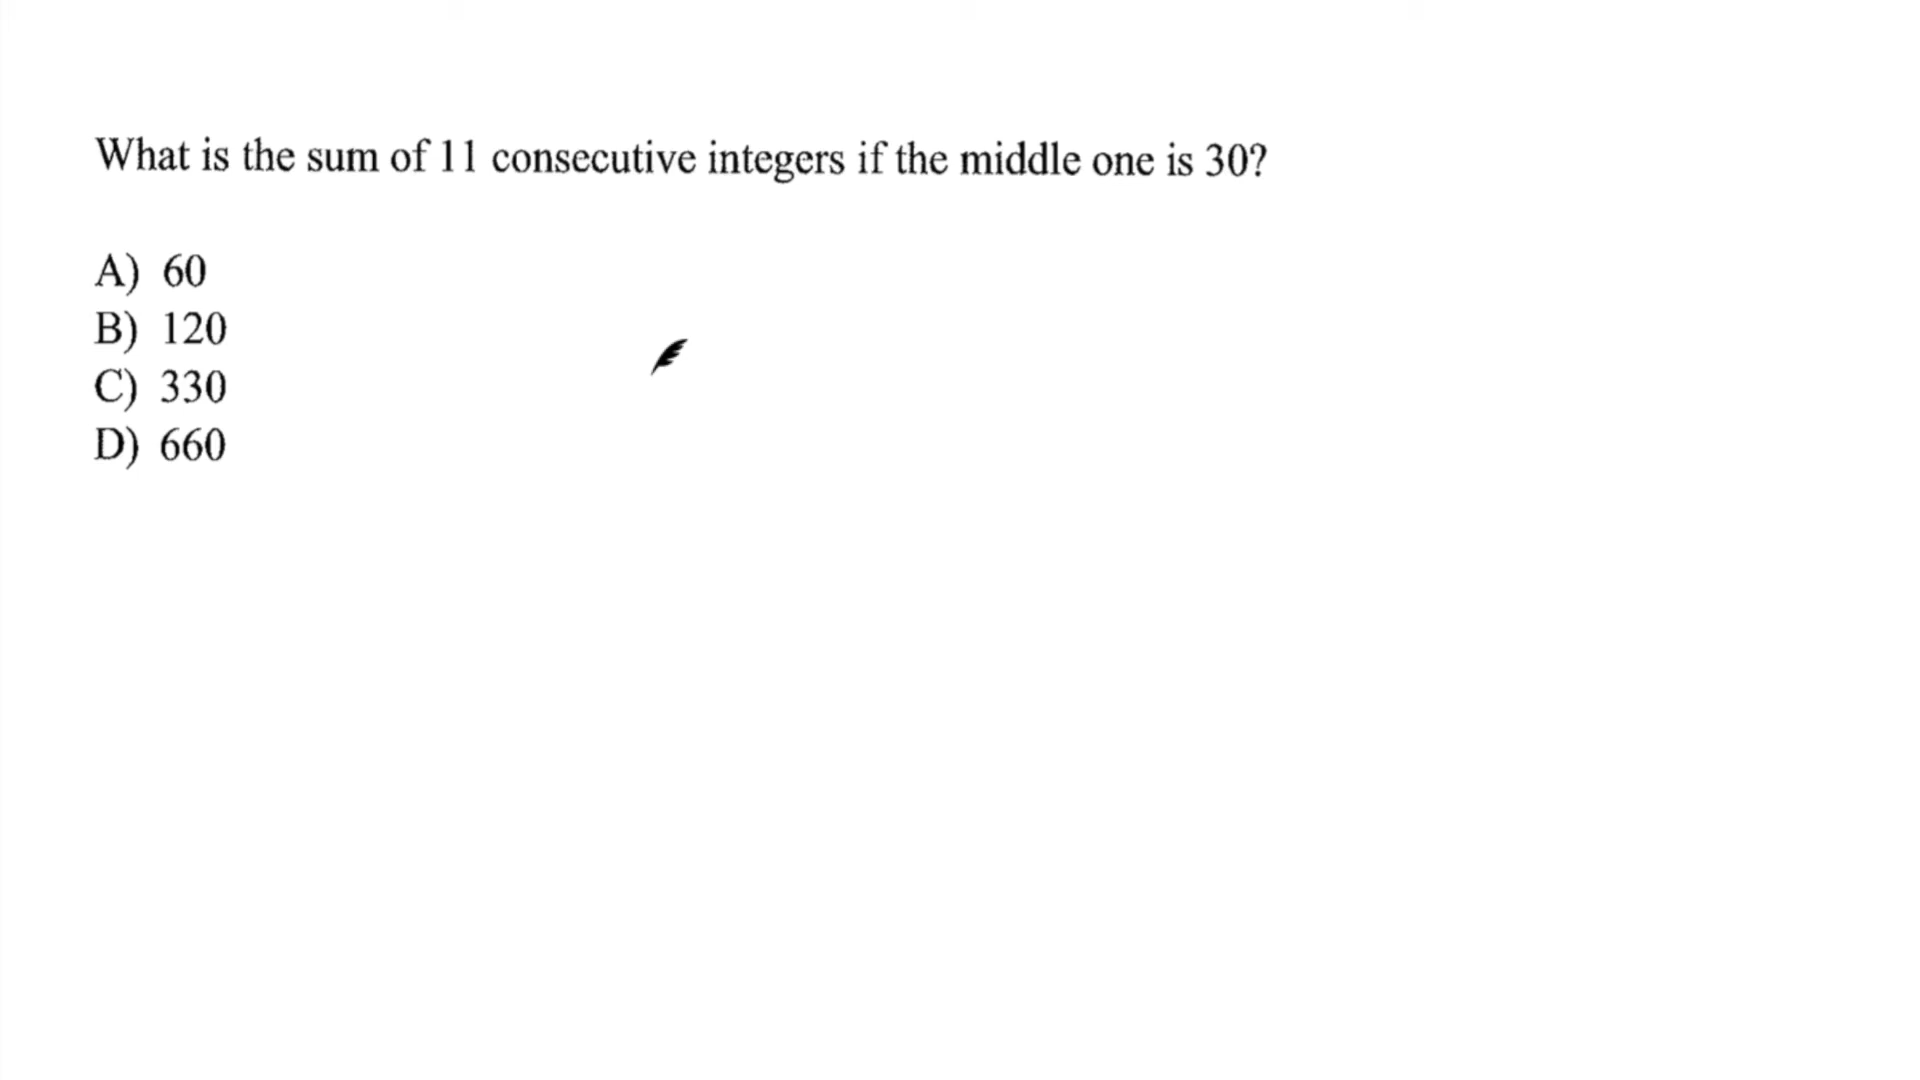 What is the sum of 11 consecutive integers if the middle one is 30?
A) 60
B) 120
C) 330
D) 660